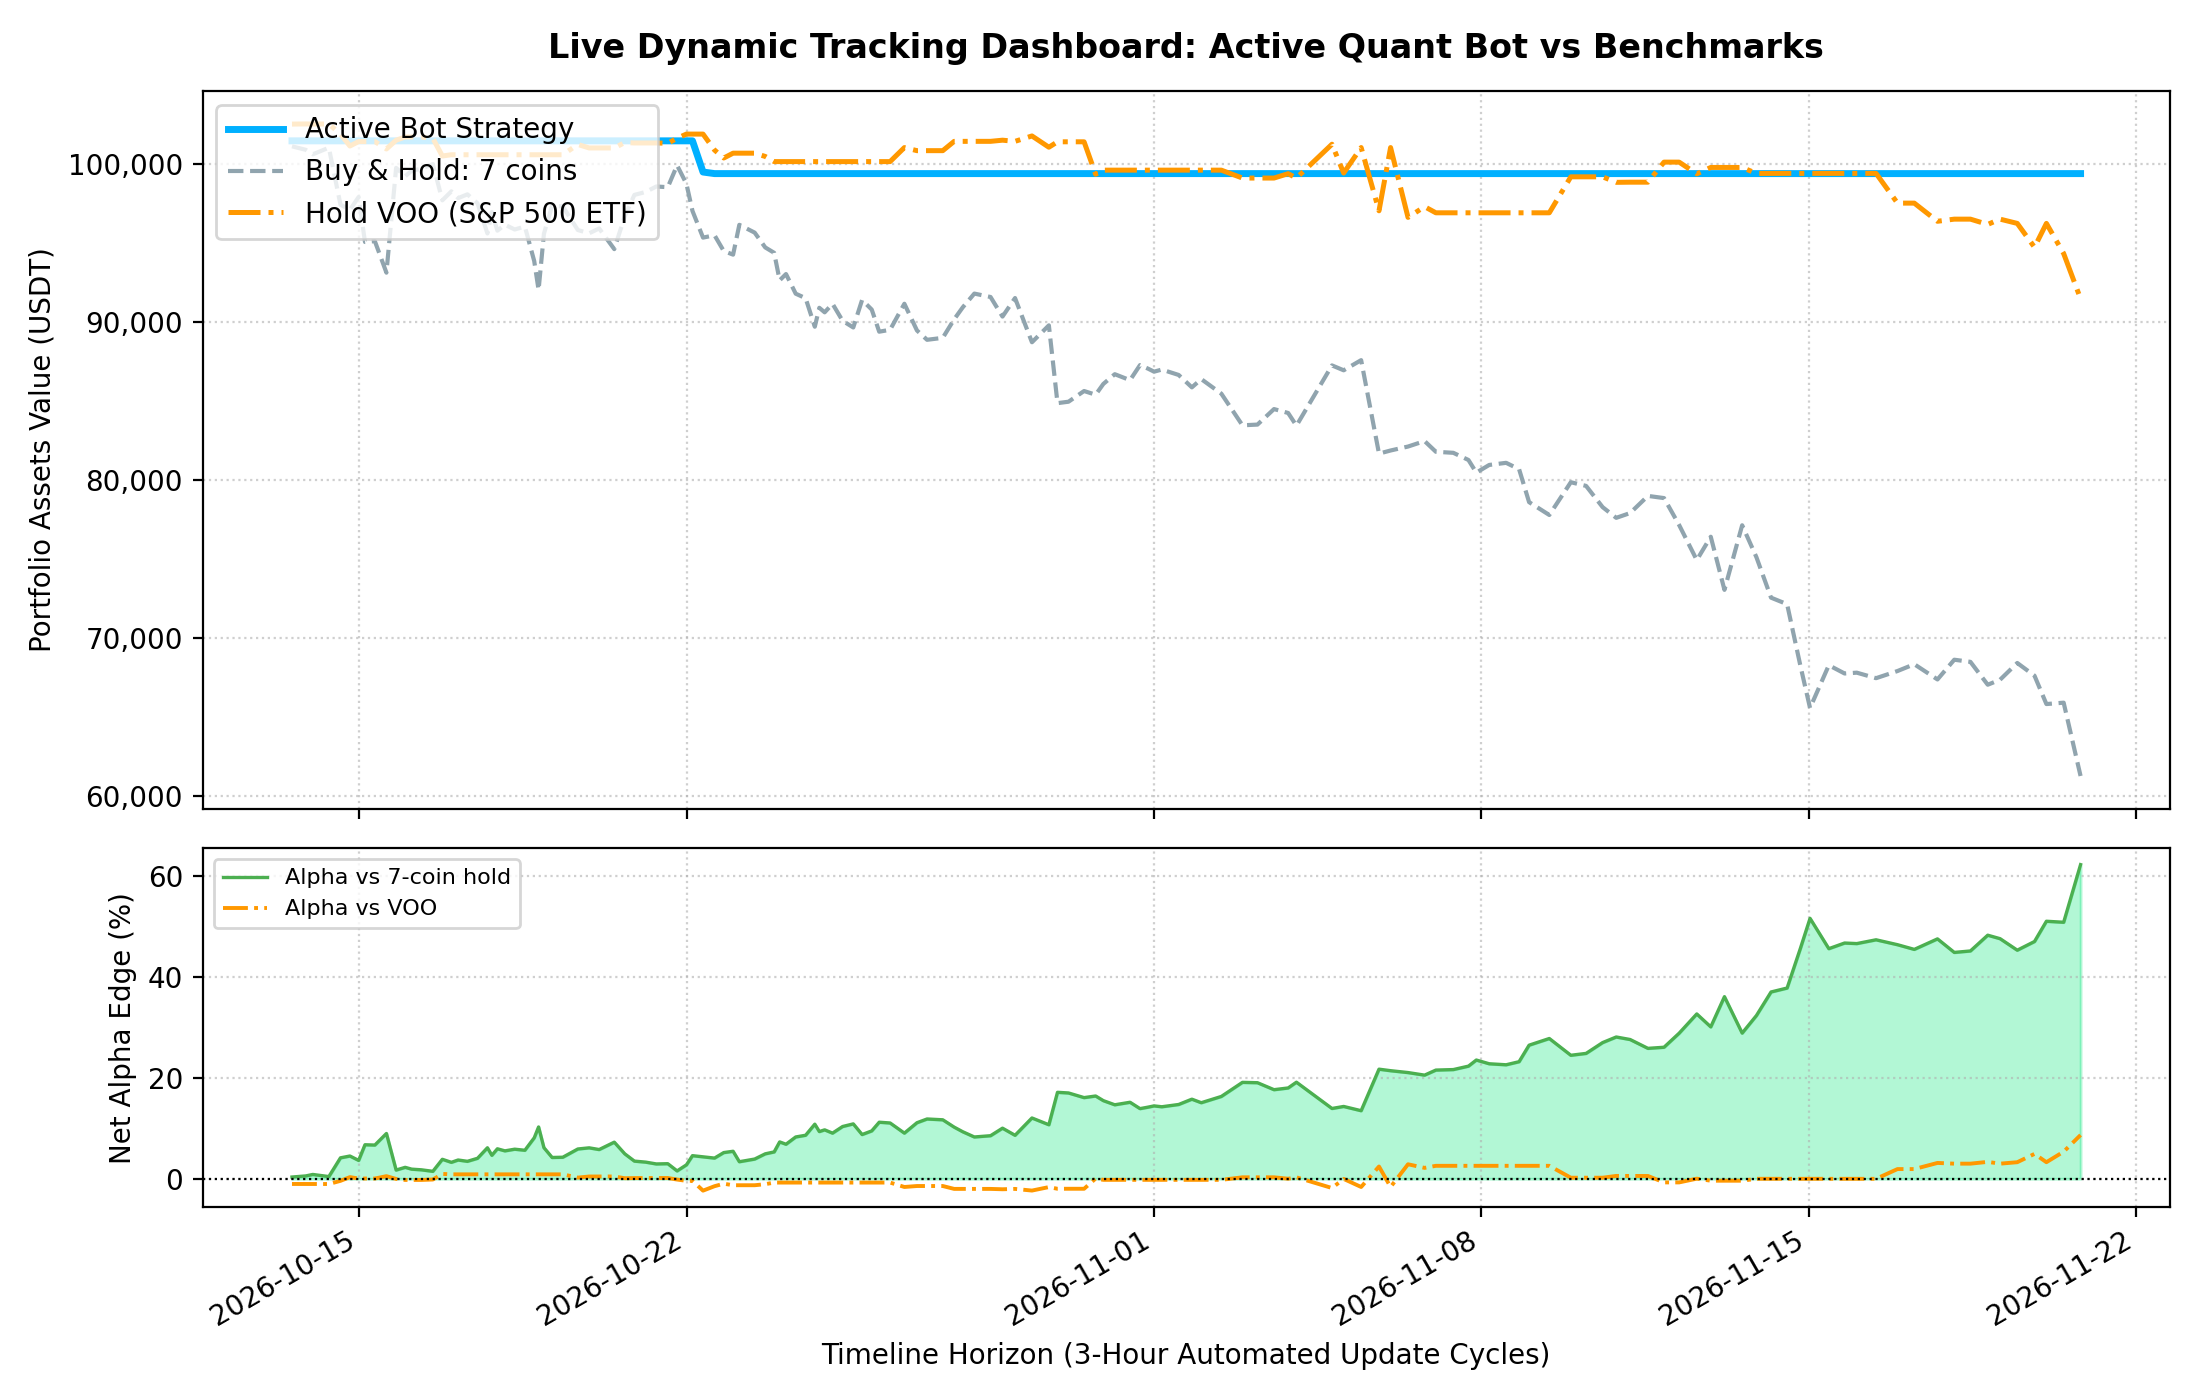 Live Dynamic Tracking Dashboard: Active Quant Bot vs Benchmarks
Active Bot Strategy
Buy & Hold: 7 coins
Hold VOO (S&P 500 ETF)
100,000
90,000
80,000
70,000
60,000
Portfolio Assets Value (USDT)
Alpha vs 7-coin hold
Alpha vs VOO
60
40
20
0
Net Alpha Edge (%)
2026-10-15
2026-10-22
2026-11-01
2026-11-08
2026-11-15
2026-11-22
Timeline Horizon (3-Hour Automated Update Cycles)